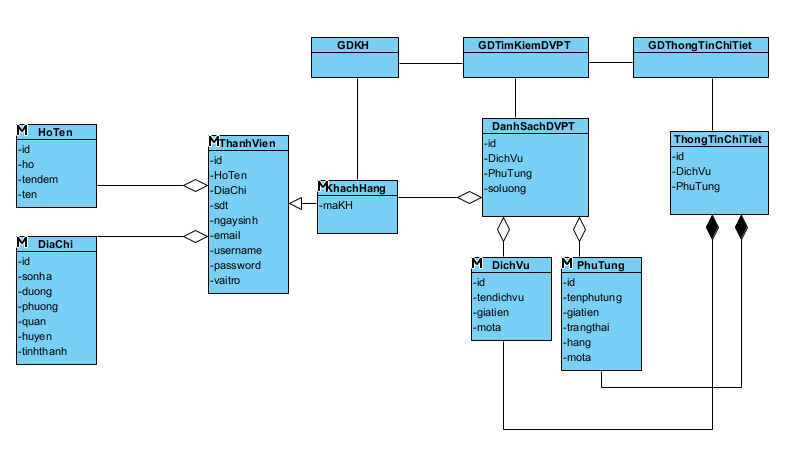 GDKH
GDTimKiemDVPT
GDThongTinChiTiet
M
HoTen
-id
-ho
-tendem
-ten
M
DiaChi
-id
-sonha
-duong
-phuong
-quan
-huyen
-tinhthanh
M
ThanhVien
-id
-HoTen
-DiaChi
-sdt
-ngaysinh
-email
-username
-password
-vaitro
M
KhachHang
-maKH
DanhSachDVPT
-id
-DichVu
-PhuTung
-soluong
ThongTinChiTiet
-id
-DichVu
-PhuTung
M
DichVu
-id
-tendichvu
-giatien
-mota
M
PhuTung
-id
-tenphutung
-giatien
-trangthai
-hang
-mota